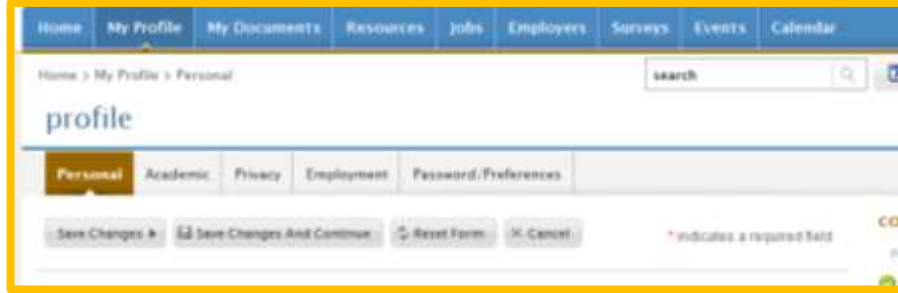 Home My Profile My Documents Resources Jobs Employers Surveys Events Calendar
Home > My Profile > Personal search
profile
Personal Academic Privacy Employment Password/Preferences
Save Changes Save Changes And Continue Reset Form Cancel * indicates a required field CO